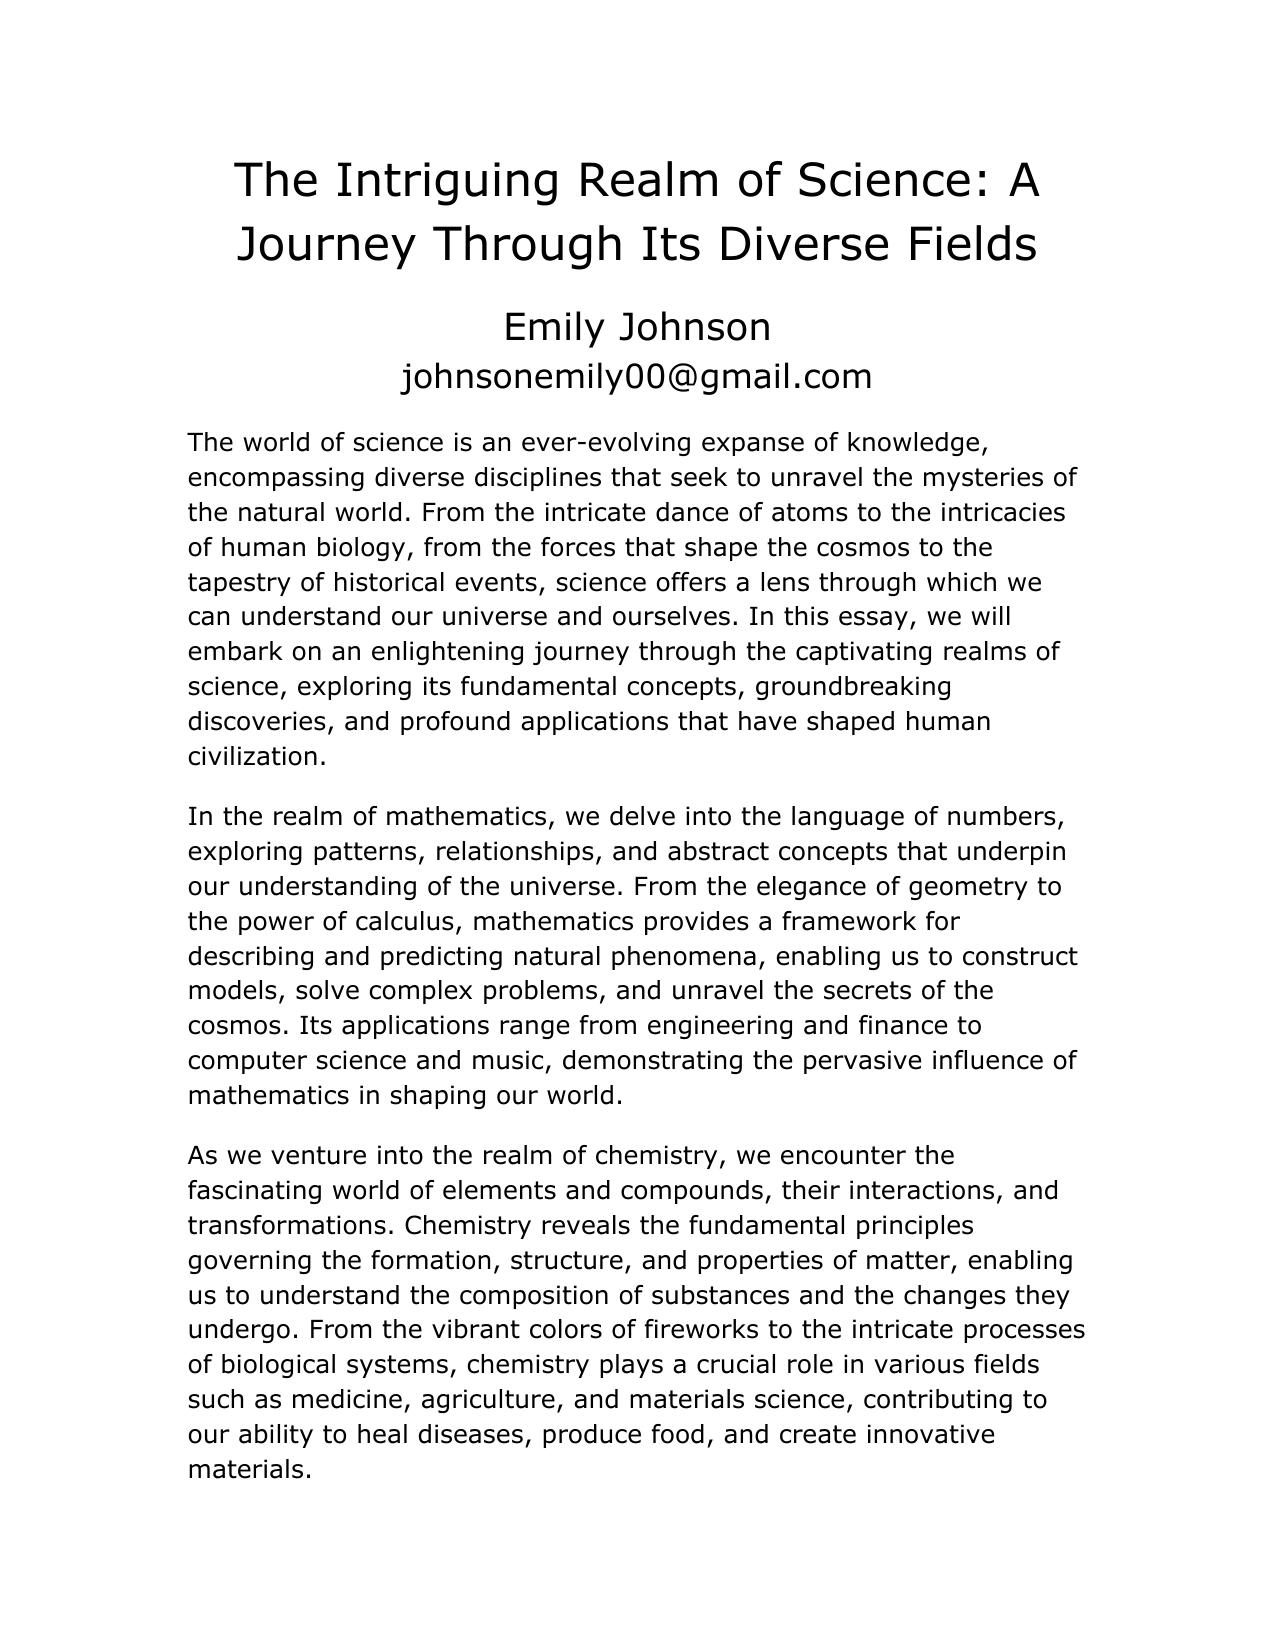 The Intriguing Realm of Science: A
Journey Through Its Diverse Fields
Emily Johnson
johnsonemily00@gmail.com
The world of science is an ever-evolving expanse of knowledge,
encompassing diverse disciplines that seek to unravel the mysteries of
the natural world. From the intricate dance of atoms to the intricacies
of human biology, from the forces that shape the cosmos to the
tapestry of historical events, science offers a lens through which we
can understand our universe and ourselves. In this essay, we will
embark on an enlightening journey through the captivating realms of
science, exploring its fundamental concepts, groundbreaking
discoveries, and profound applications that have shaped human
civilization.
In the realm of mathematics, we delve into the language of numbers,
exploring patterns, relationships, and abstract concepts that underpin
our understanding of the universe. From the elegance of geometry to
the power of calculus, mathematics provides a framework for
describing and predicting natural phenomena, enabling us to construct
models, solve complex problems, and unravel the secrets of the
cosmos. Its applications range from engineering and finance to
computer science and music, demonstrating the pervasive influence of
mathematics in shaping our world.
As we venture into the realm of chemistry, we encounter the
fascinating world of elements and compounds, their interactions, and
transformations. Chemistry reveals the fundamental principles
governing the formation, structure, and properties of matter, enabling
us to understand the composition of substances and the changes they
undergo. From the vibrant colors of fireworks to the intricate processes
of biological systems, chemistry plays a crucial role in various fields
such as medicine, agriculture, and materials science, contributing to
our ability to heal diseases, produce food, and create innovative
materials.